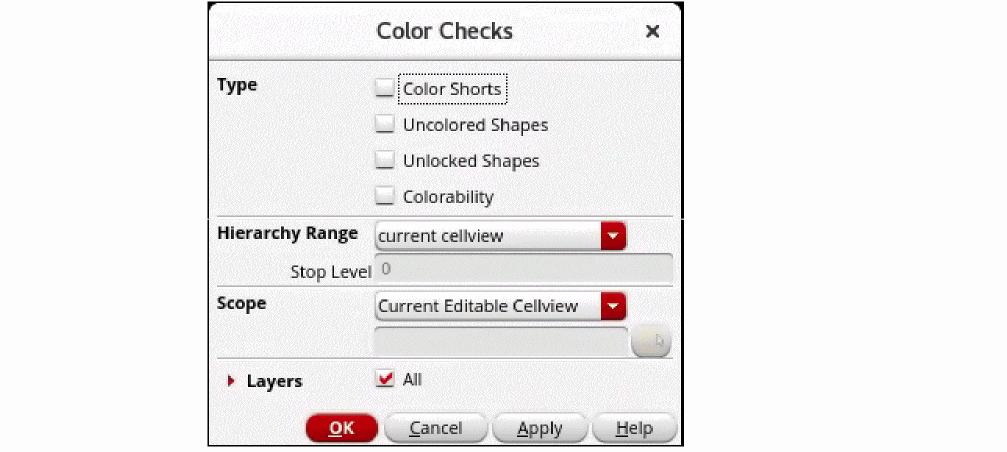 Color Checks
Type
Color Shorts
Uncolored Shapes
Unlocked Shapes
Colorability
Hierarchy Range current cellview
Stop Level 0
Scope Current Editable Cellview
Layers All
OK Cancel Apply Help